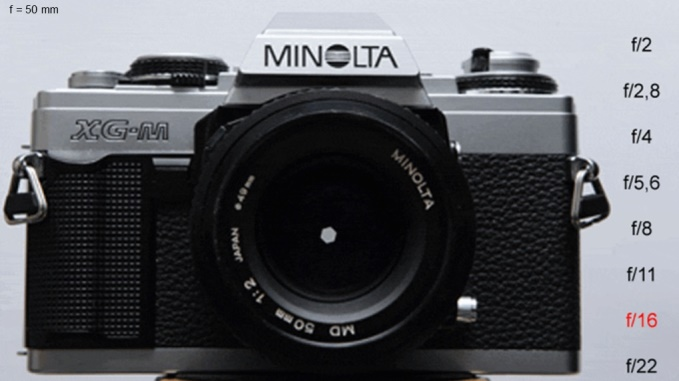 f = 50 mm
MINOLTA
XG-M
MINOLTA
MD 50mm 1:2 JAPAN ø49mm
f/2
f/2,8
f/4
f/5,6
f/8
f/11
f/16
f/22